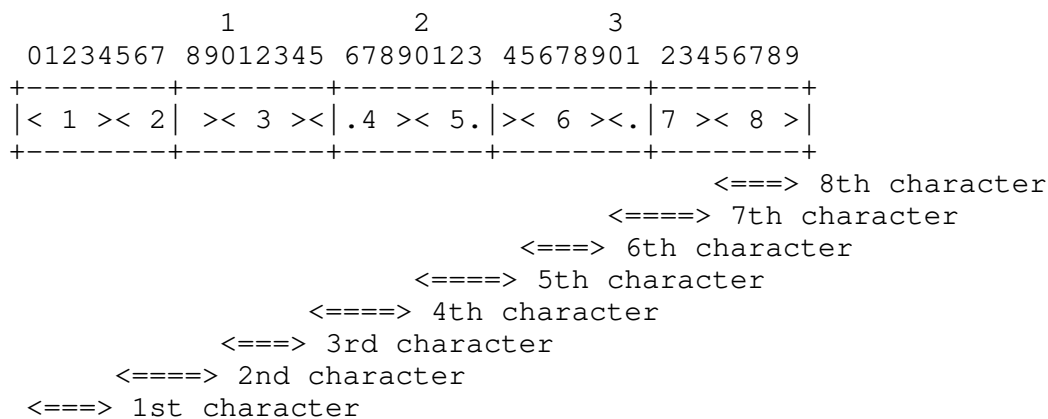 1          2          3
 01234567 89012345 67890123 45678901 23456789
+--------+--------+--------+--------+--------+
|< 1 >< 2| >< 3 ><|.4 >< 5.|>< 6 ><.|7 >< 8 >|
+--------+--------+--------+--------+--------+
                                        <===> 8th character
                                  <====> 7th character
                             <===> 6th character
                       <====> 5th character
                 <====> 4th character
            <===> 3rd character
      <====> 2nd character
 <===> 1st character